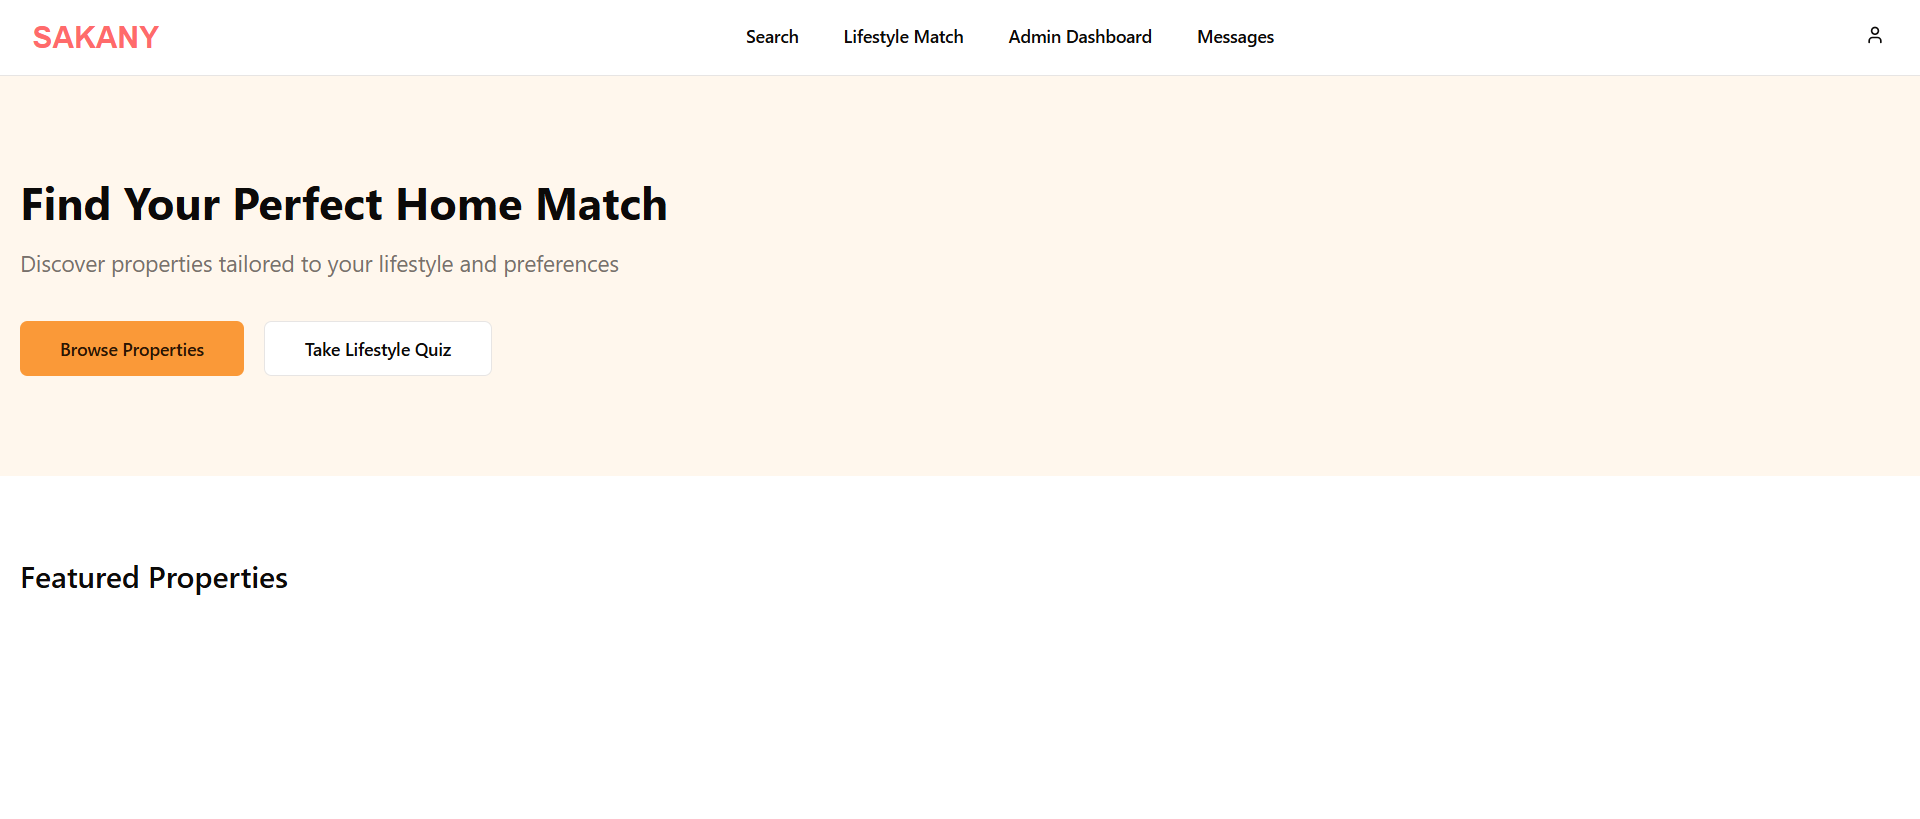 SAKANY
Search
Lifestyle Match
Admin Dashboard
Messages
Find Your Perfect Home Match
Discover properties tailored to your lifestyle and preferences
Browse Properties
Take Lifestyle Quiz
Featured Properties